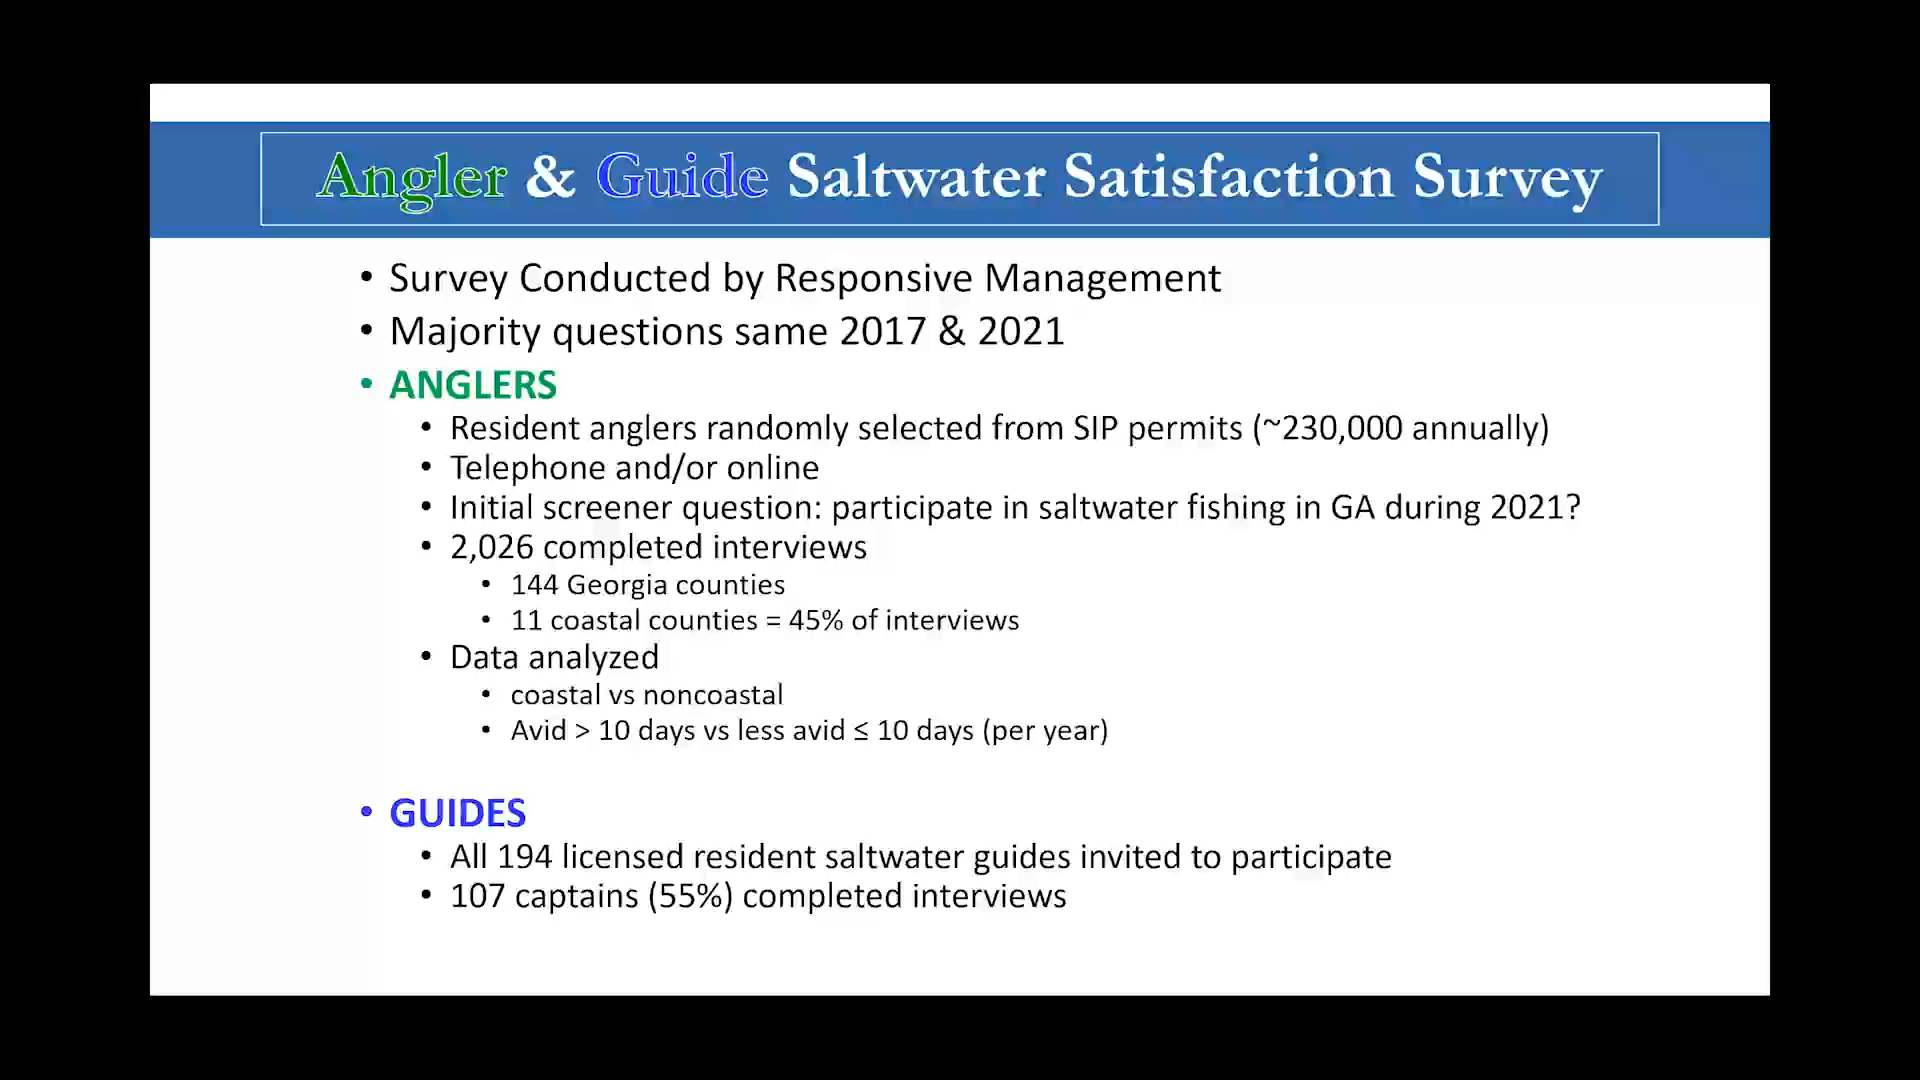 Angler & Guide Saltwater Satisfaction Survey
• Survey Conducted by Responsive Management
• Majority questions same 2017 & 2021
• ANGLERS
• Resident anglers randomly selected from SIP permits (~230,000 annually)
• Telephone and/or online
• Initial screener question: participate in saltwater fishing in GA during 2021?
• 2,026 completed interviews
• 144 Georgia counties
• 11 coastal counties = 45% of interviews
• Data analyzed
• coastal vs noncoastal
• Avid > 10 days vs less avid ≤ 10 days (per year)
• GUIDES
• All 194 licensed resident saltwater guides invited to participate
• 107 captains (55%) completed interviews